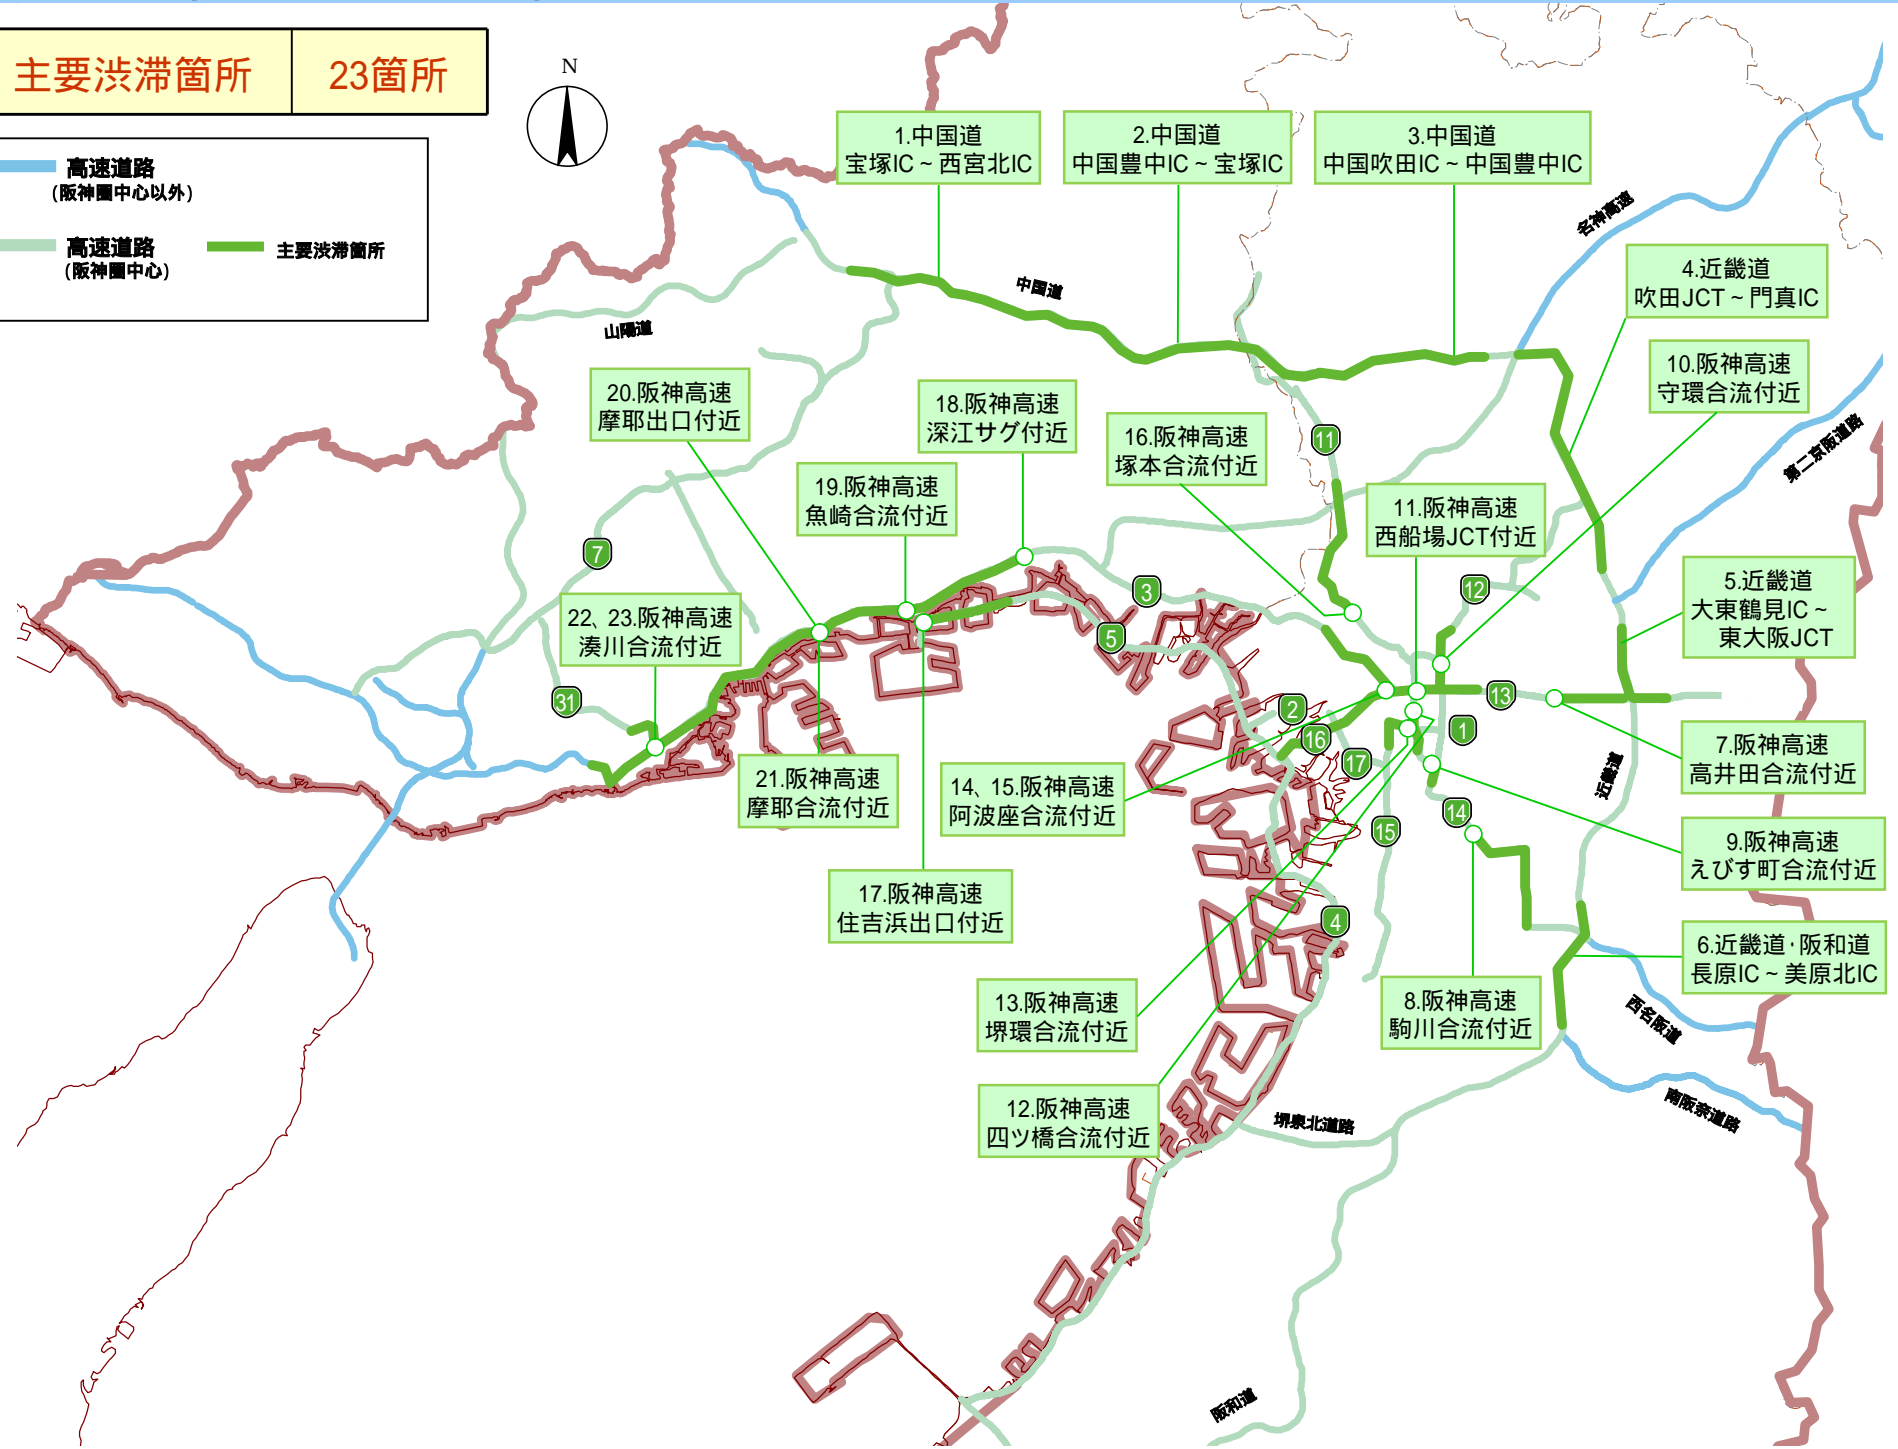 主要渋滞箇所 23箇所
N
高速道路
(阪神圏中心以外)
高速道路
(阪神圏中心)
主要渋滞箇所
1.中国道
宝塚IC~西宮北IC
2.中国道
中国豊中IC~宝塚IC
3.中国道
中国吹田IC~中国豊中IC
名神高速
4.近畿道
吹田JCT~門真IC
中国道
山陽道
10.阪神高速
守環合流付近
20.阪神高速
摩耶出口付近
18.阪神高速
深江サグ付近
16.阪神高速
塚本合流付近
11
第二京阪道路
19.阪神高速
魚崎合流付近
11.阪神高速
西船場JCT付近
7
3
12
5.近畿道
大東鶴見IC~
東大阪JCT
22、23.阪神高速
湊川合流付近
5
31
2
13
16
1
17
7.阪神高速
高井田合流付近
21.阪神高速
摩耶合流付近
14、15.阪神高速
阿波座合流付近
近畿道
15
14
9.阪神高速
えびす町合流付近
17.阪神高速
住吉浜出口付近
4
6.近畿道・阪和道
長原IC~美原北IC
13.阪神高速
堺環合流付近
8.阪神高速
駒川合流付近
西名阪道
12.阪神高速
四ツ橋合流付近
堺泉北道路
南阪奈道路
阪和道